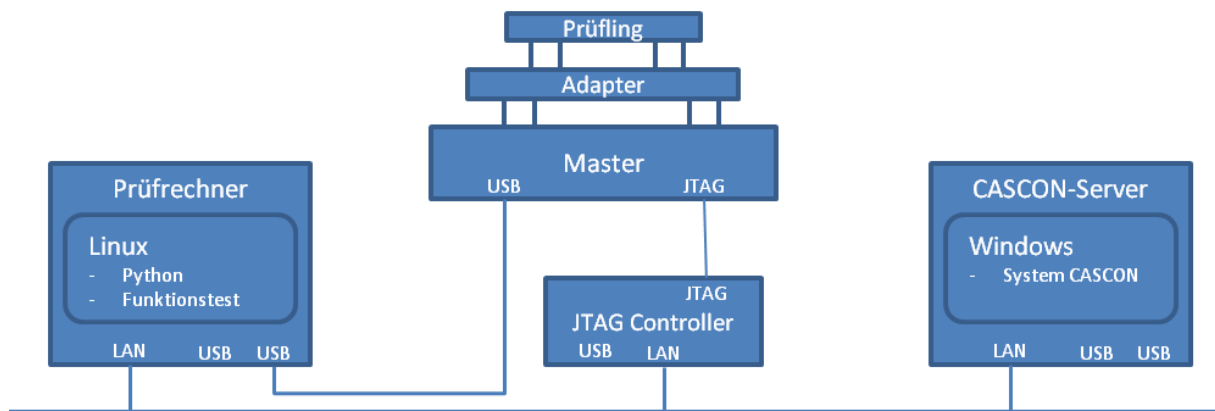 Prüfling
Adapter
Master
USB JTAG
Prüfrechner
Linux
- Python
- Funktionstest
LAN USB USB
JTAG
JTAG Controller
USB LAN
CASCON-Server
Windows
- System CASCON
LAN USB USB